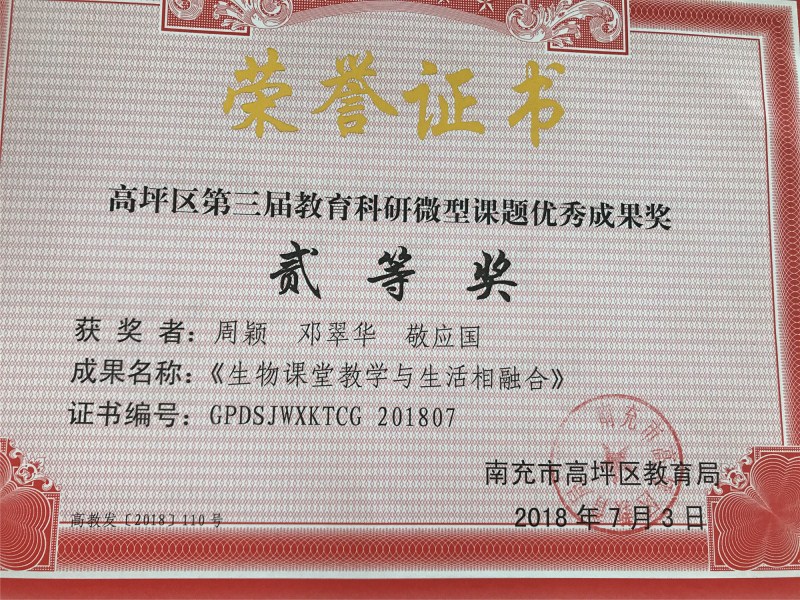 荣誉证书
高坪区第三届教育科研微型课题优秀成果奖
贰等奖
获奖者：周颖 邓翠华 敬应国
成果名称：《生物课堂教学与生活相融合》
证书编号：GPDSJWXKTCG 201807
南充市高坪区教育局
2018年7月3日
高教发〔2018〕110号